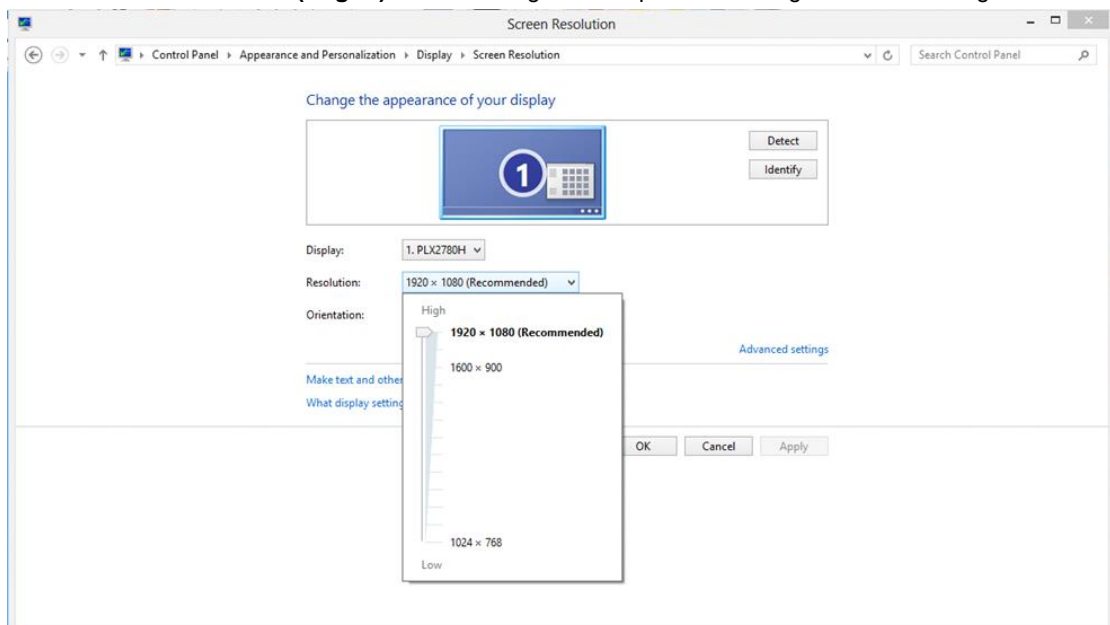 Screen Resolution
Control Panel Appearance and Personalization Display Screen Resolution Search Control Panel
Change the appearance of your display
1
Detect
Identify
Display: 1. PLX2780H
Resolution: 1920 × 1080 (Recommended)
Orientation:
High
1920 × 1080 (Recommended)
1600 × 900
1024 × 768
Low
Advanced settings
Make text and other
What display setting
OK Cancel Apply